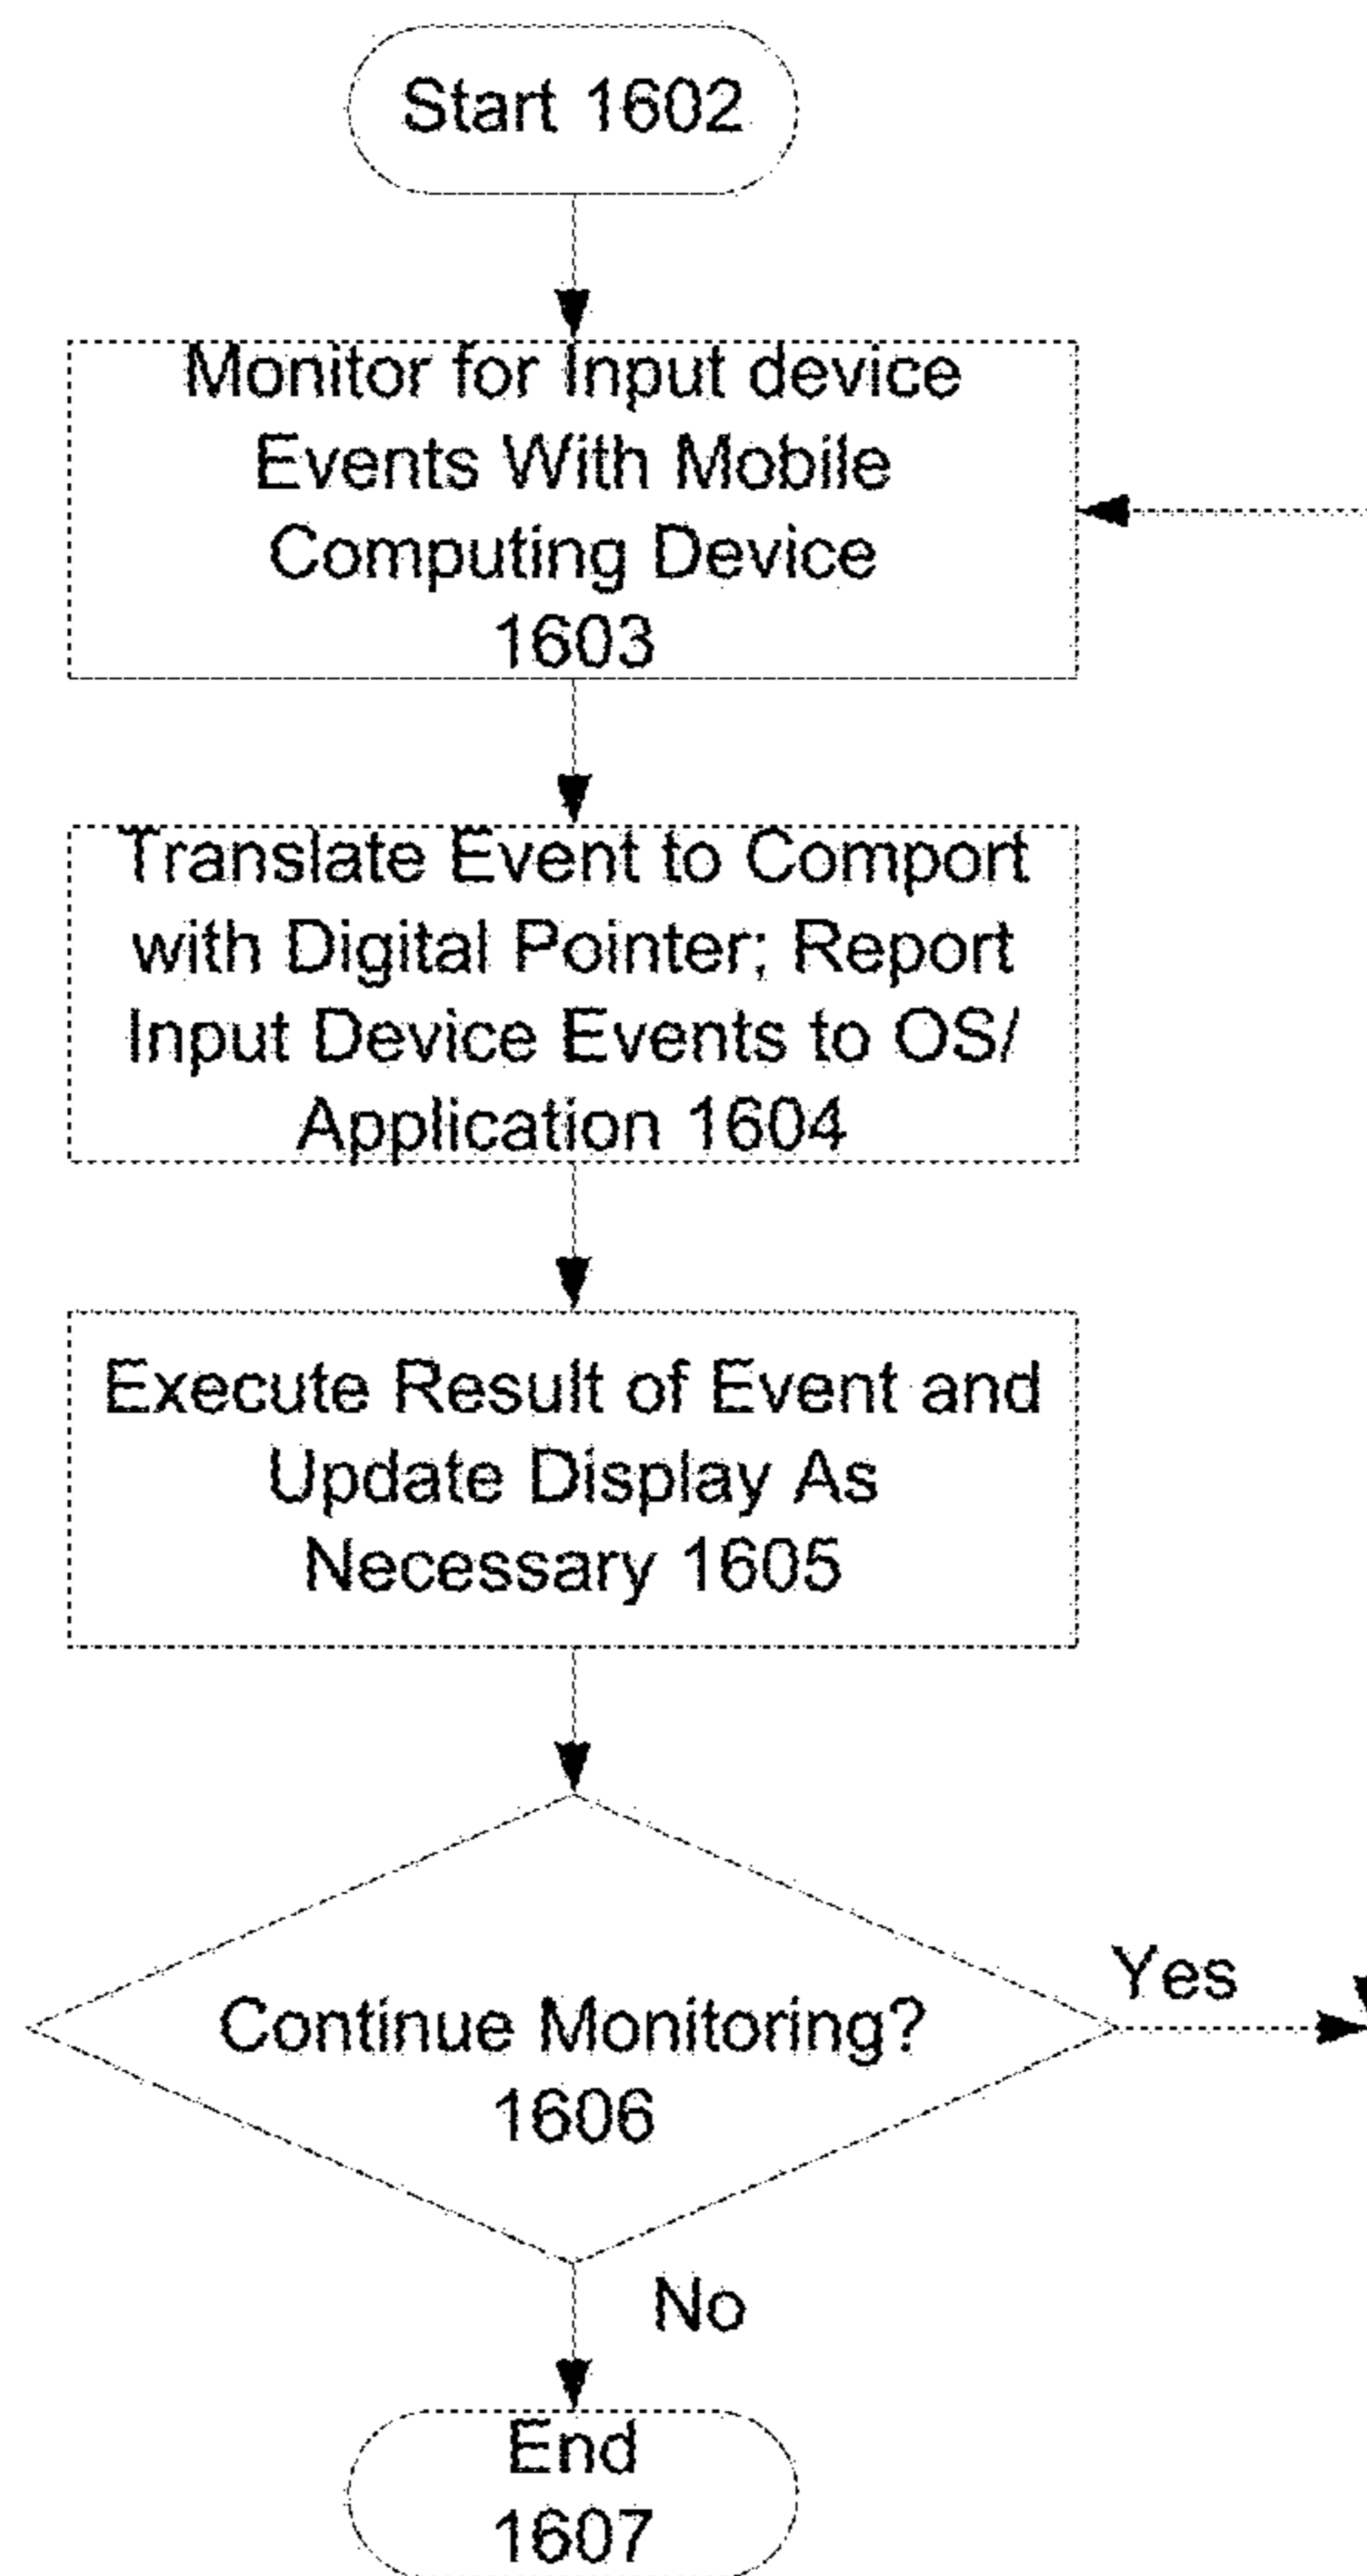 Start 1602
Monitor for Input device
Events With Mobile
Computing Device
1603
Translate Event to Comport
with Digital Pointer; Report
Input Device Events to OS/
Application 1604
Execute Result of Event and
Update Display As
Necessary 1605
Continue Monitoring?
1606
Yes
No
End
1607